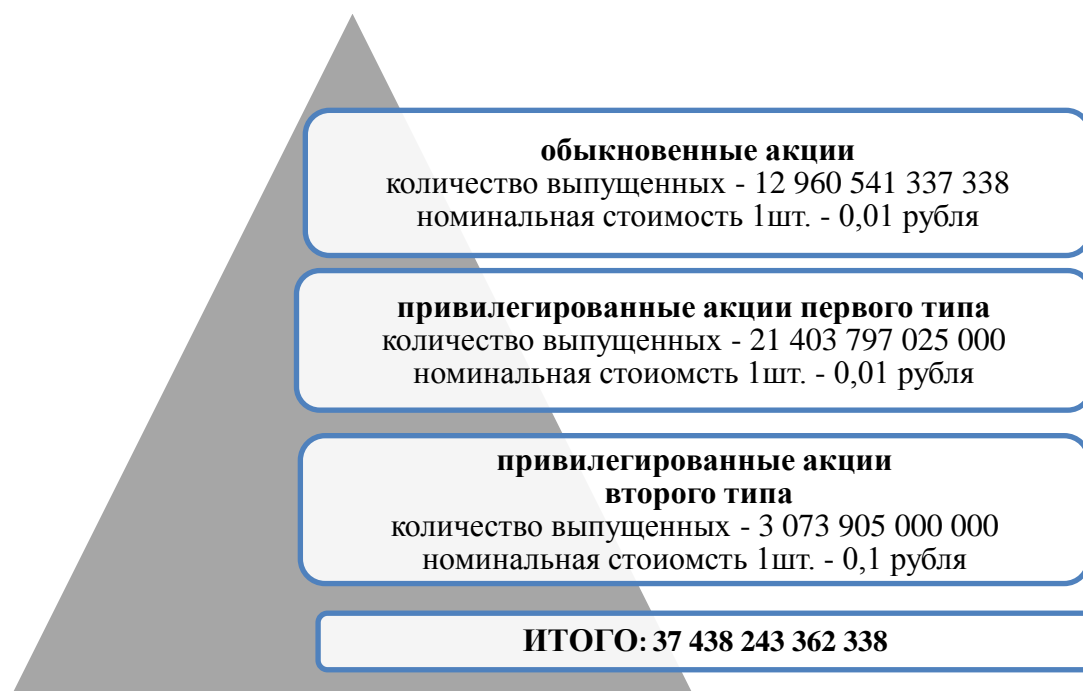 обыкновенные акции
количество выпущенных - 12 960 541 337 338
номинальная стоимость 1шт. - 0,01 рубля
привилегированные акции первого типа
количество выпущенных - 21 403 797 025 000
номинальная стоиомсть 1шт. - 0,01 рубля
привилегированные акции
второго типа
количество выпущенных - 3 073 905 000 000
номинальная стоиомсть 1шт. - 0,1 рубля
ИТОГО: 37 438 243 362 338